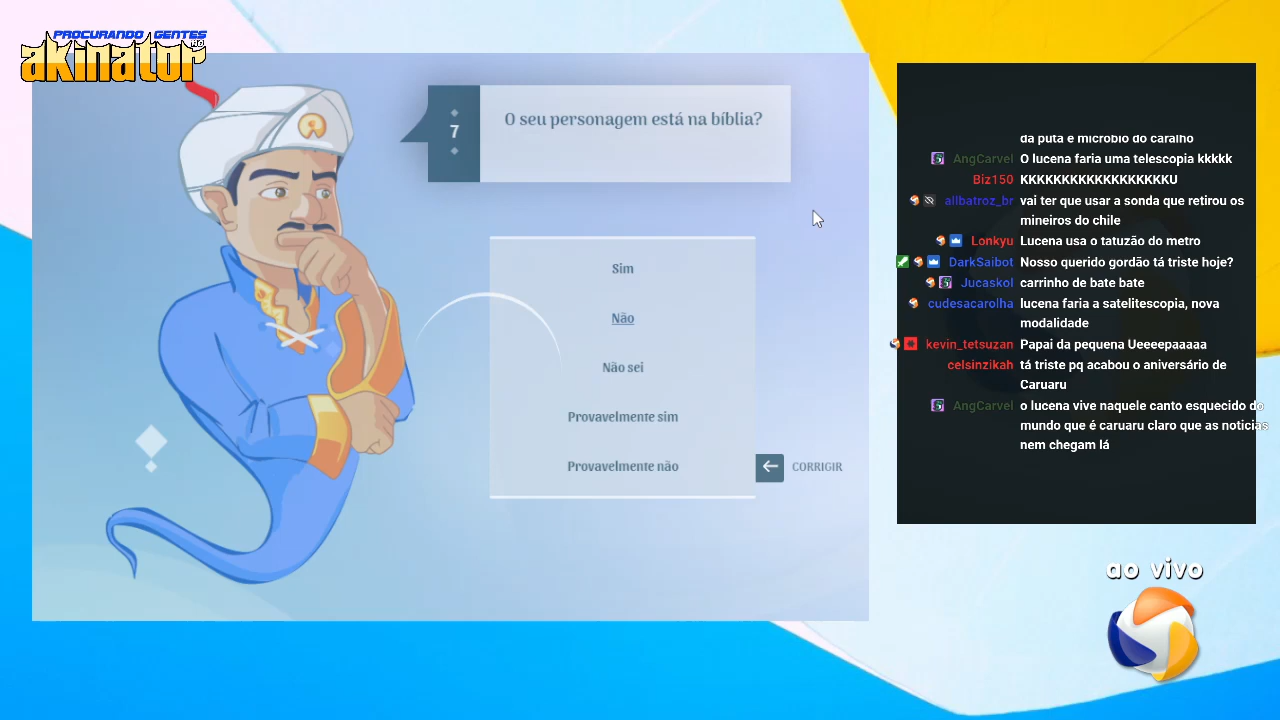 PROCURANDO GENTES
NO
akinator
7
O seu personagem está na bíblia?
Sim
Não
Não sei
Provavelmente sim
Provavelmente não
CORRIGIR
da puta e microbio do caralho
AngCarvel O lucena faria uma telescopia kkkkk
Biz150 KKKKKKKKKKKKKKKKKKU
allbatroz_br vai ter que usar a sonda que retirou os
mineiros do chile
Lonkyu Lucena usa o tatuzão do metro
DarkSaibot Nosso querido gordão tá triste hoje?
Jucaskol carrinho de bate bate
cudesacarolha lucena faria a satelitescopia, nova
modalidade
kevin_tetsuzan Papai da pequena Ueeeepaaaaa
celsinzikah tá triste pq acabou o aniversário de
Caruaru
AngCarvel o lucena vive naquele canto esquecido do
mundo que é caruaru claro que as noticias
nem chegam lá
ao vivo